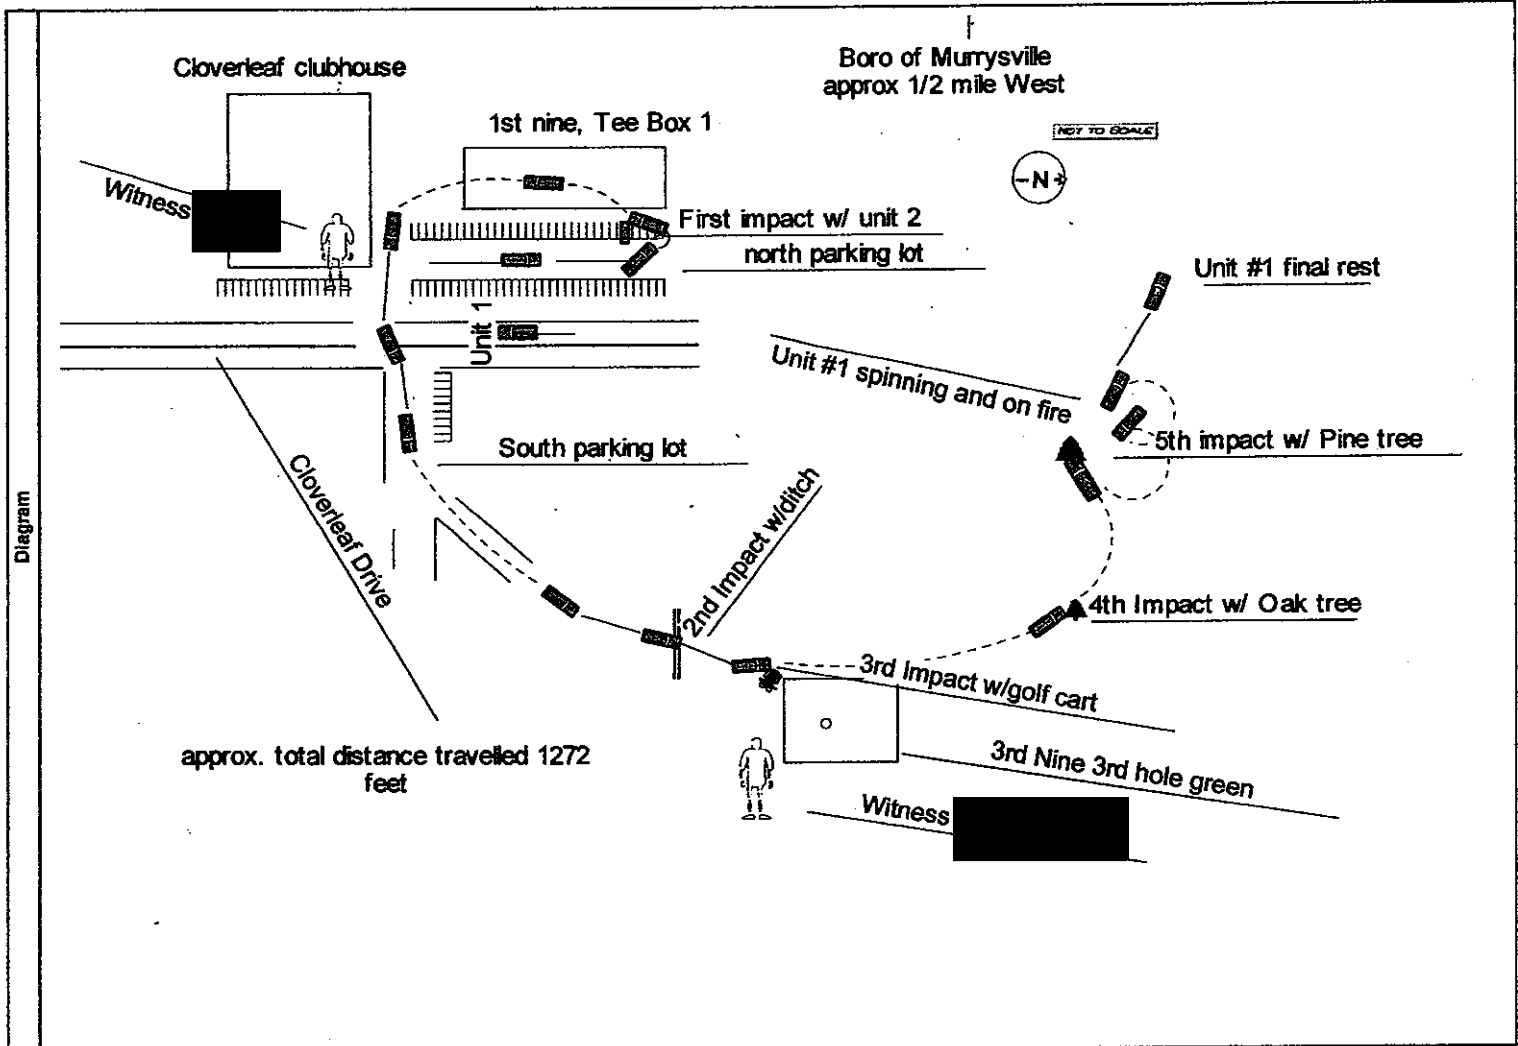 Boro of Murrysville
approx 1/2 mile West
Cloverleaf clubhouse
1st nine, Tee Box 1
NOT TO SCALE
N
Witness
First impact w/ unit 2
north parking lot
Unit #1 final rest
Unit 1
Unit #1 spinning and on fire
5th impact w/ Pine tree
South parking lot
Cloverleaf Drive
2nd Impact w/ditch
Diagram
4th Impact w/ Oak tree
3rd Impact w/golf cart
approx. total distance travelled 1272
feet
3rd Nine 3rd hole green
Witness